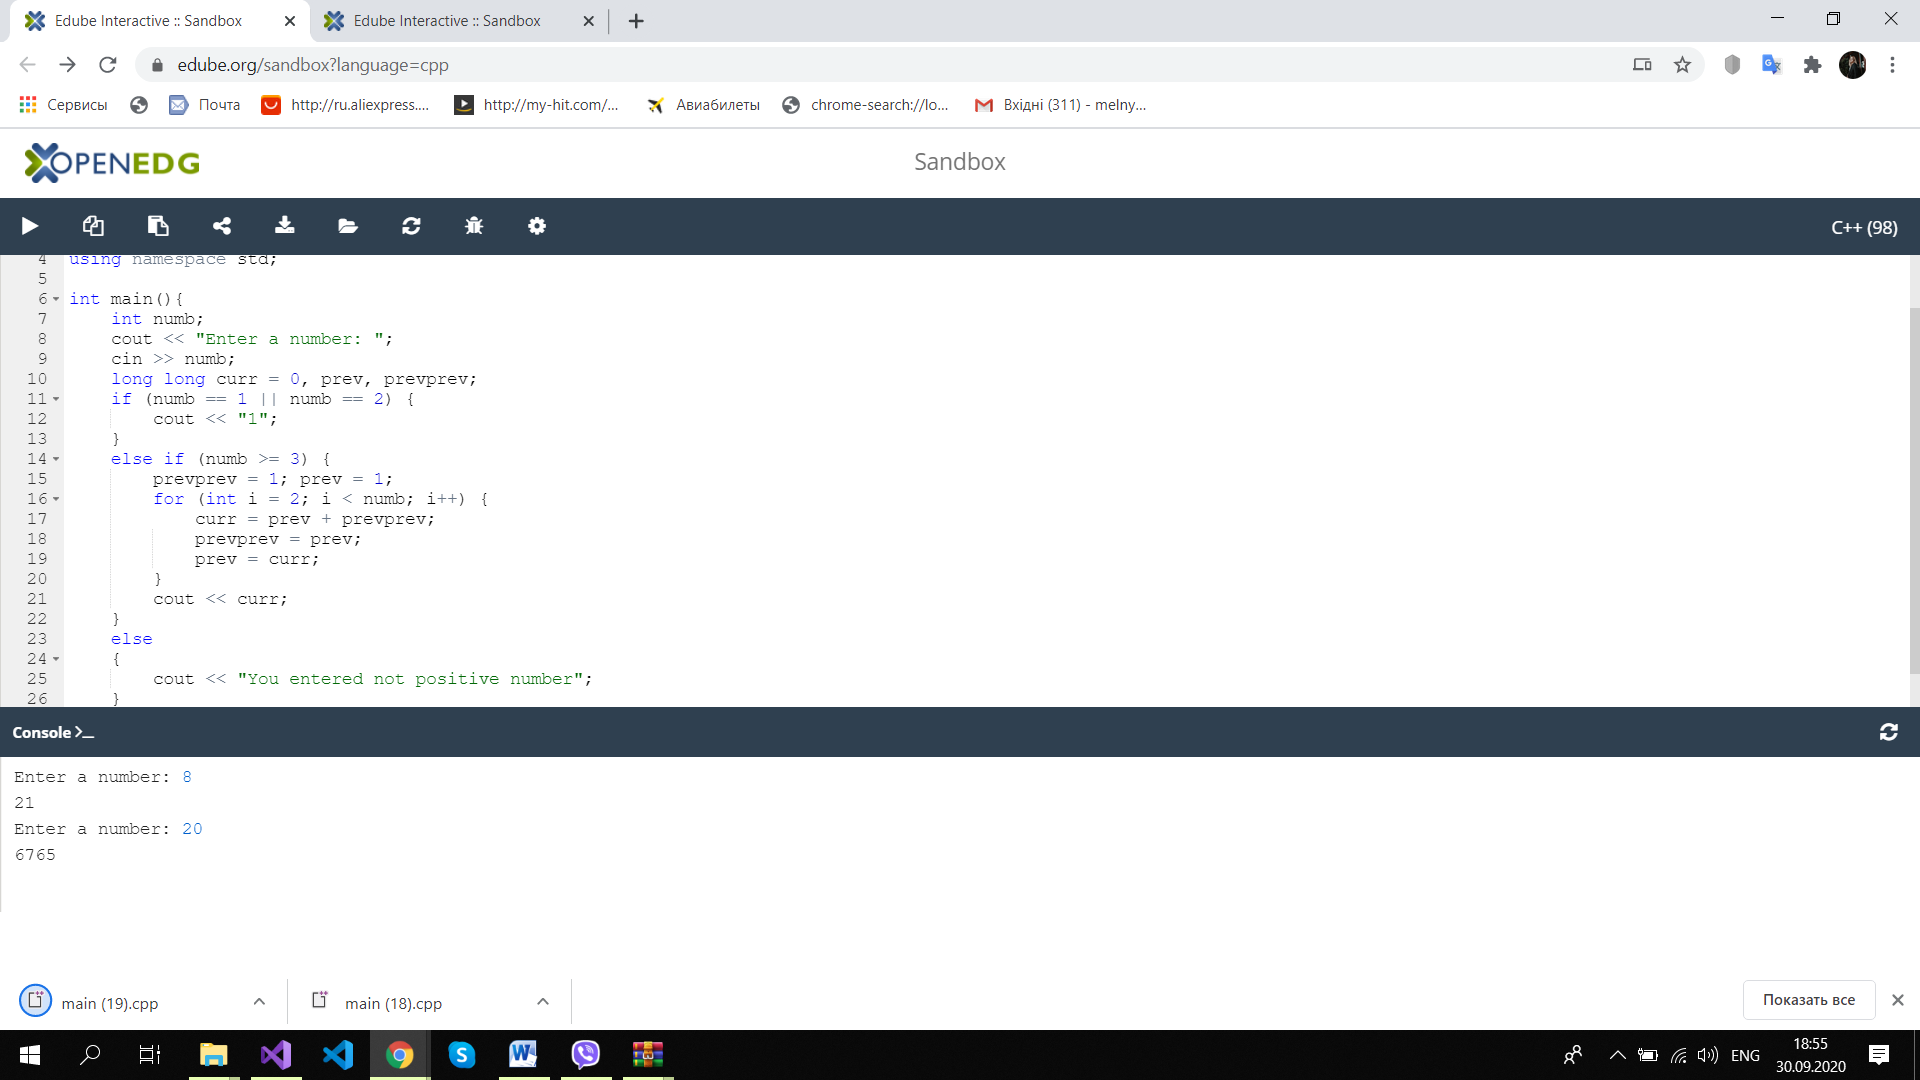 Edube Interactive :: Sandbox
Edube Interactive :: Sandbox
edube.org/sandbox?language=cpp
Сервисы
Почта
http://ru.aliexpress....
http://my-hit.com/...
Авиабилеты
chrome-search://lo...
Вхідні (311) - melny...
OPENEDG
Sandbox
C++ (98)
4 using namespace std;
5
6 int main(){
7 int numb;
8 cout << "Enter a number: ";
9 cin >> numb;
10 long long curr = 0, prev, prevprev;
11 if (numb == 1 || numb == 2) {
12 cout << "1";
13 }
14 else if (numb >= 3) {
15 prevprev = 1; prev = 1;
16 for (int i = 2; i < numb; i++) {
17 curr = prev + prevprev;
18 prevprev = prev;
19 prev = curr;
20 }
21 cout << curr;
22 }
23 else
24 {
25 cout << "You entered not positive number";
26 }
Console >_
Enter a number: 8
21
Enter a number: 20
6765
main (19).cpp
main (18).cpp
Показать все
ENG
18:55
30.09.2020